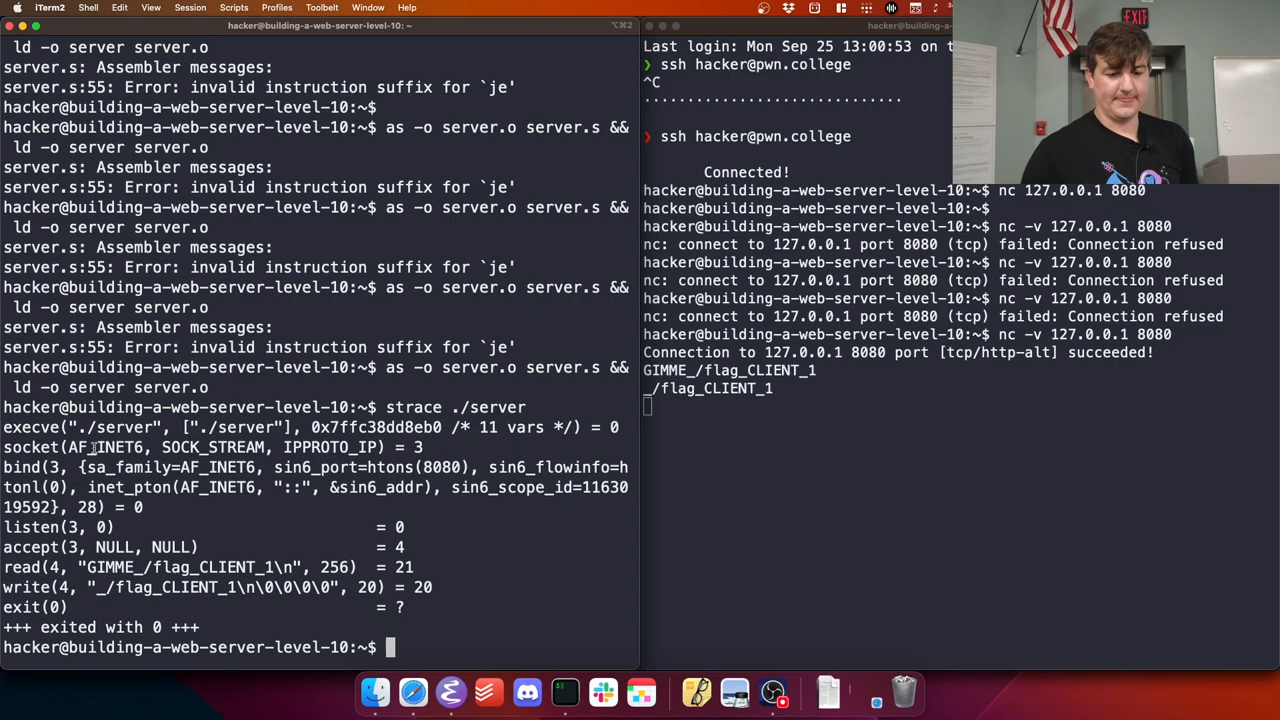 iTerm2 Shell Edit View Session Scripts Profiles Toolbelt Window Help
hacker@building-a-web-server-level-10: ~
⌥⌘2
ld -o server server.o
server.s: Assembler messages:
server.s:55: Error: invalid instruction suffix for `je'
hacker@building-a-web-server-level-10:~$
hacker@building-a-web-server-level-10:~$ as -o server.o server.s &&
ld -o server server.o
server.s: Assembler messages:
server.s:55: Error: invalid instruction suffix for `je'
hacker@building-a-web-server-level-10:~$ as -o server.o server.s &&
ld -o server server.o
server.s: Assembler messages:
server.s:55: Error: invalid instruction suffix for `je'
hacker@building-a-web-server-level-10:~$ as -o server.o server.s &&
ld -o server server.o
server.s: Assembler messages:
server.s:55: Error: invalid instruction suffix for `je'
hacker@building-a-web-server-level-10:~$ as -o server.o server.s &&
ld -o server server.o
hacker@building-a-web-server-level-10:~$ strace ./server
execve("./server", ["./server"], 0x7ffc38dd8eb0 /* 11 vars */) = 0
socket(AF_INET6, SOCK_STREAM, IPPROTO_IP) = 3
bind(3, {sa_family=AF_INET6, sin6_port=htons(8080), sin6_flowinfo=h
tonl(0), inet_pton(AF_INET6, "::", &sin6_addr), sin6_scope_id=11630
19592}, 28) = 0
listen(3, 0) = 0
accept(3, NULL, NULL) = 4
read(4, "GIMME_/flag_CLIENT_1\n", 256) = 21
write(4, "_/flag_CLIENT_1\n\0\0\0\0", 20) = 20
exit(0) = ?
+++ exited with 0 +++
hacker@building-a-web-server-level-10:~$
hacker@building-a-web-server-level
Last login: Mon Sep 25 13:00:53 on t
❯ ssh hacker@pwn.college
^C
.............................
❯ ssh hacker@pwn.college
Connected!
hacker@building-a-web-server-level-10:~$ nc 127.0.0.1 8080
hacker@building-a-web-server-level-10:~$
hacker@building-a-web-server-level-10:~$ nc -v 127.0.0.1 8080
nc: connect to 127.0.0.1 port 8080 (tcp) failed: Connection refused
hacker@building-a-web-server-level-10:~$ nc -v 127.0.0.1 8080
nc: connect to 127.0.0.1 port 8080 (tcp) failed: Connection refused
hacker@building-a-web-server-level-10:~$ nc -v 127.0.0.1 8080
nc: connect to 127.0.0.1 port 8080 (tcp) failed: Connection refused
hacker@building-a-web-server-level-10:~$ nc -v 127.0.0.1 8080
Connection to 127.0.0.1 8080 port [tcp/http-alt] succeeded!
GIMME_/flag_CLIENT_1
_/flag_CLIENT_1
EXIT